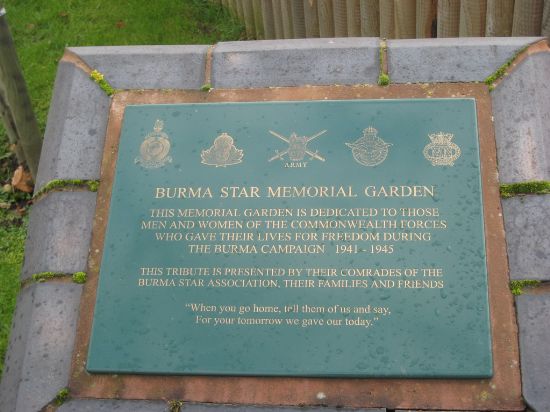 ARMY
BURMA STAR MEMORIAL GARDEN
THIS MEMORIAL GARDEN IS DEDICATED TO THOSE
MEN AND WOMEN OF THE COMMONWEALTH FORCES
WHO GAVE THEIR LIVES FOR FREEDOM DURING
THE BURMA CAMPAIGN 1941 - 1945
THIS TRIBUTE IS PRESENTED BY THEIR COMRADES OF THE
BURMA STAR ASSOCIATION, THEIR FAMILIES AND FRIENDS
“When you go home, tell them of us and say,
For your tomorrow we gave our today.”